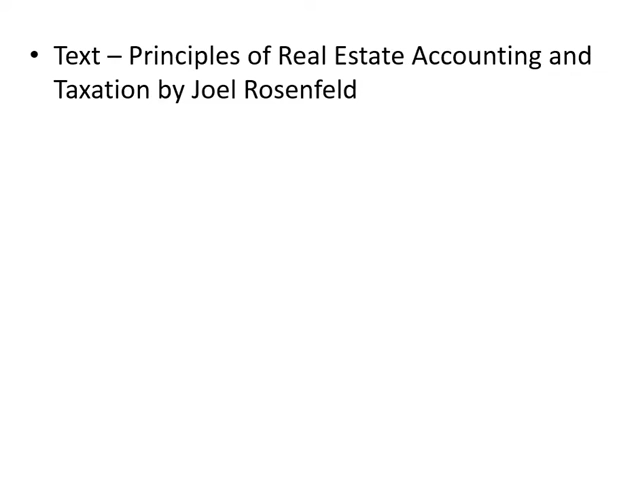 • Text – Principles of Real Estate Accounting and
Taxation by Joel Rosenfeld